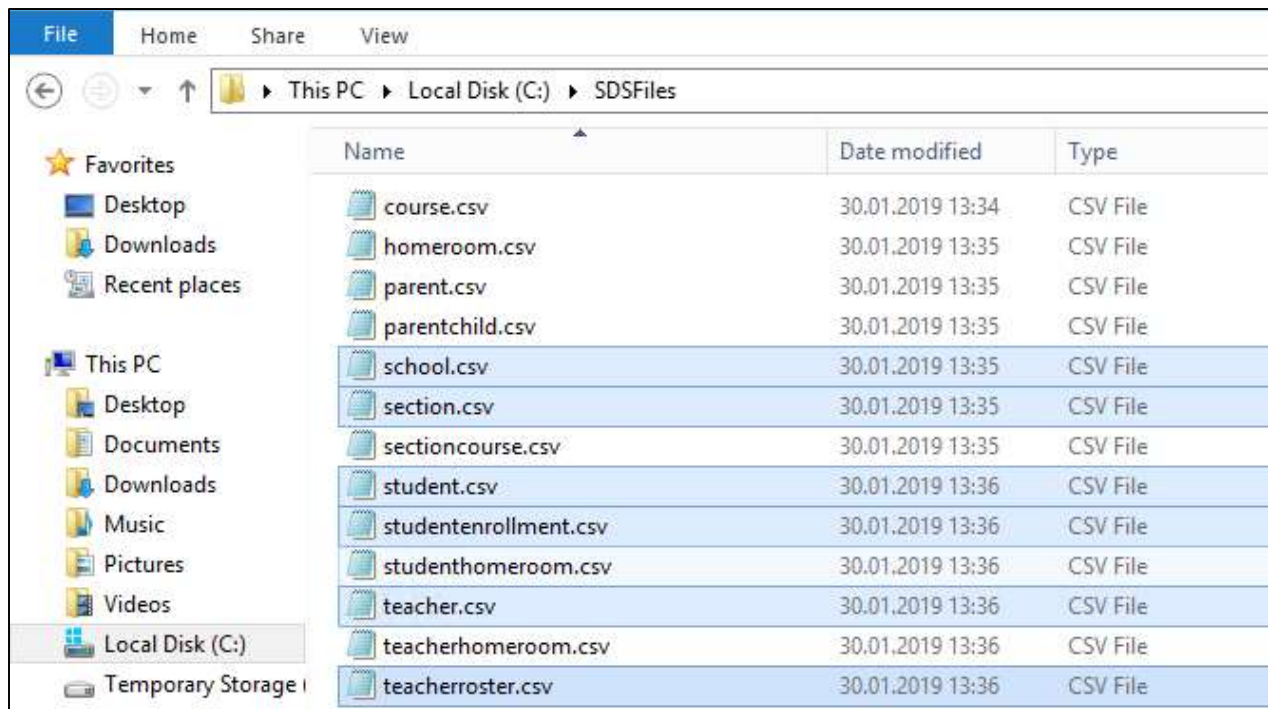 File Home Share View
This PC Local Disk (C:) SDSFiles
Name Date modified Type
Favorites
Desktop
Downloads
Recent places
This PC
Desktop
Documents
Downloads
Music
Pictures
Videos
Local Disk (C:)
Temporary Storage
course.csv 30.01.2019 13:34 CSV File
homeroom.csv 30.01.2019 13:35 CSV File
parent.csv 30.01.2019 13:35 CSV File
parentchild.csv 30.01.2019 13:35 CSV File
school.csv 30.01.2019 13:35 CSV File
section.csv 30.01.2019 13:35 CSV File
sectioncourse.csv 30.01.2019 13:35 CSV File
student.csv 30.01.2019 13:36 CSV File
studentenrollment.csv 30.01.2019 13:36 CSV File
studenthomeroom.csv 30.01.2019 13:36 CSV File
teacher.csv 30.01.2019 13:36 CSV File
teacherhomeroom.csv 30.01.2019 13:36 CSV File
teacherroster.csv 30.01.2019 13:36 CSV File